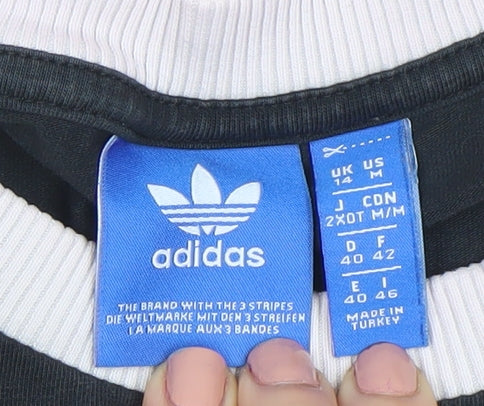 adidas
THE BRAND WITH THE 3 STRIPES
DIE WELTMARKE MIT DEN 3 STREIFEN
LA MARQUE AUX 3 BANDES
UK US
14 M
J CDN
2XOT M/M
D F
40 42
E I
40 46
MADE IN
TURKEY